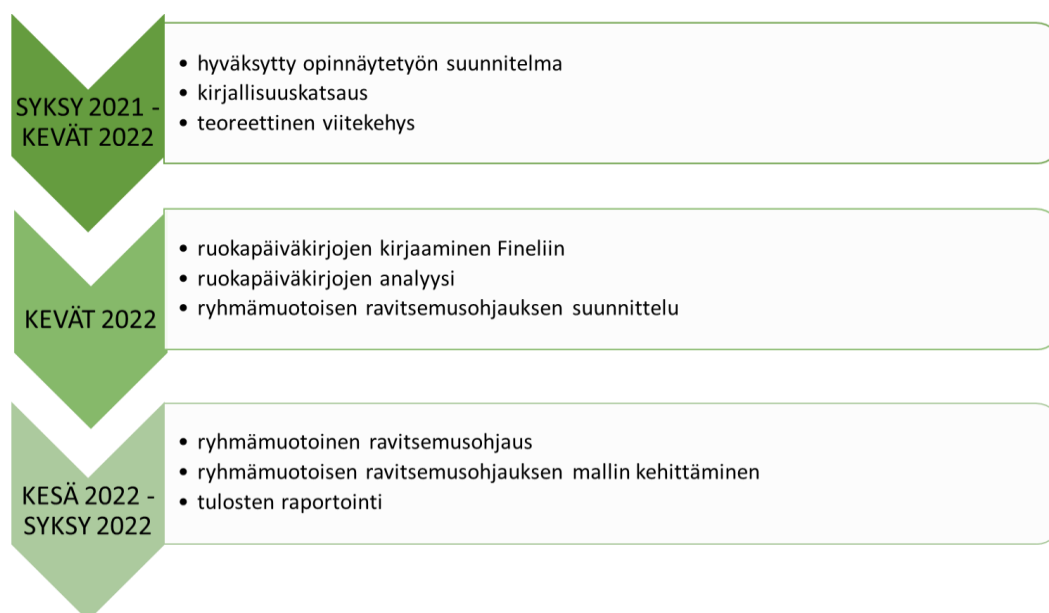 SYKSY 2021 -
KEVÄT 2022
• hyväksytty opinnäytetyön suunnitelma
• kirjallisuuskatsaus
• teoreettinen viitekehys
KEVÄT 2022
• ruokapäiväkirjojen kirjaaminen Fineliin
• ruokapäiväkirjojen analyysi
• ryhmämuotoisen ravitsemusohjauksen suunnittelu
KESÄ 2022 -
SYKSY 2022
• ryhmämuotoinen ravitsemusohjaus
• ryhmämuotoisen ravitsemusohjauksen mallin kehittäminen
• tulosten raportointi